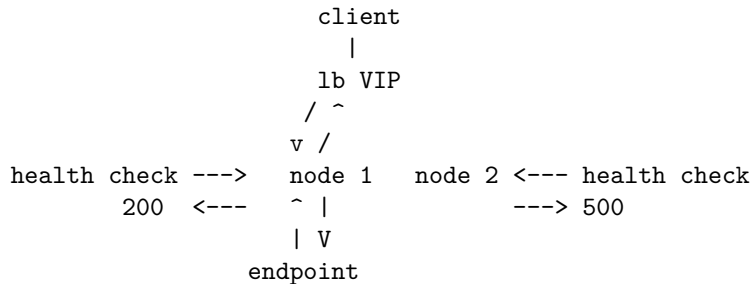 client
|
lb VIP
/ ^
v /
health check ---> node 1 node 2 <--- health check
200 <--- ^ | ---> 500
| V
endpoint